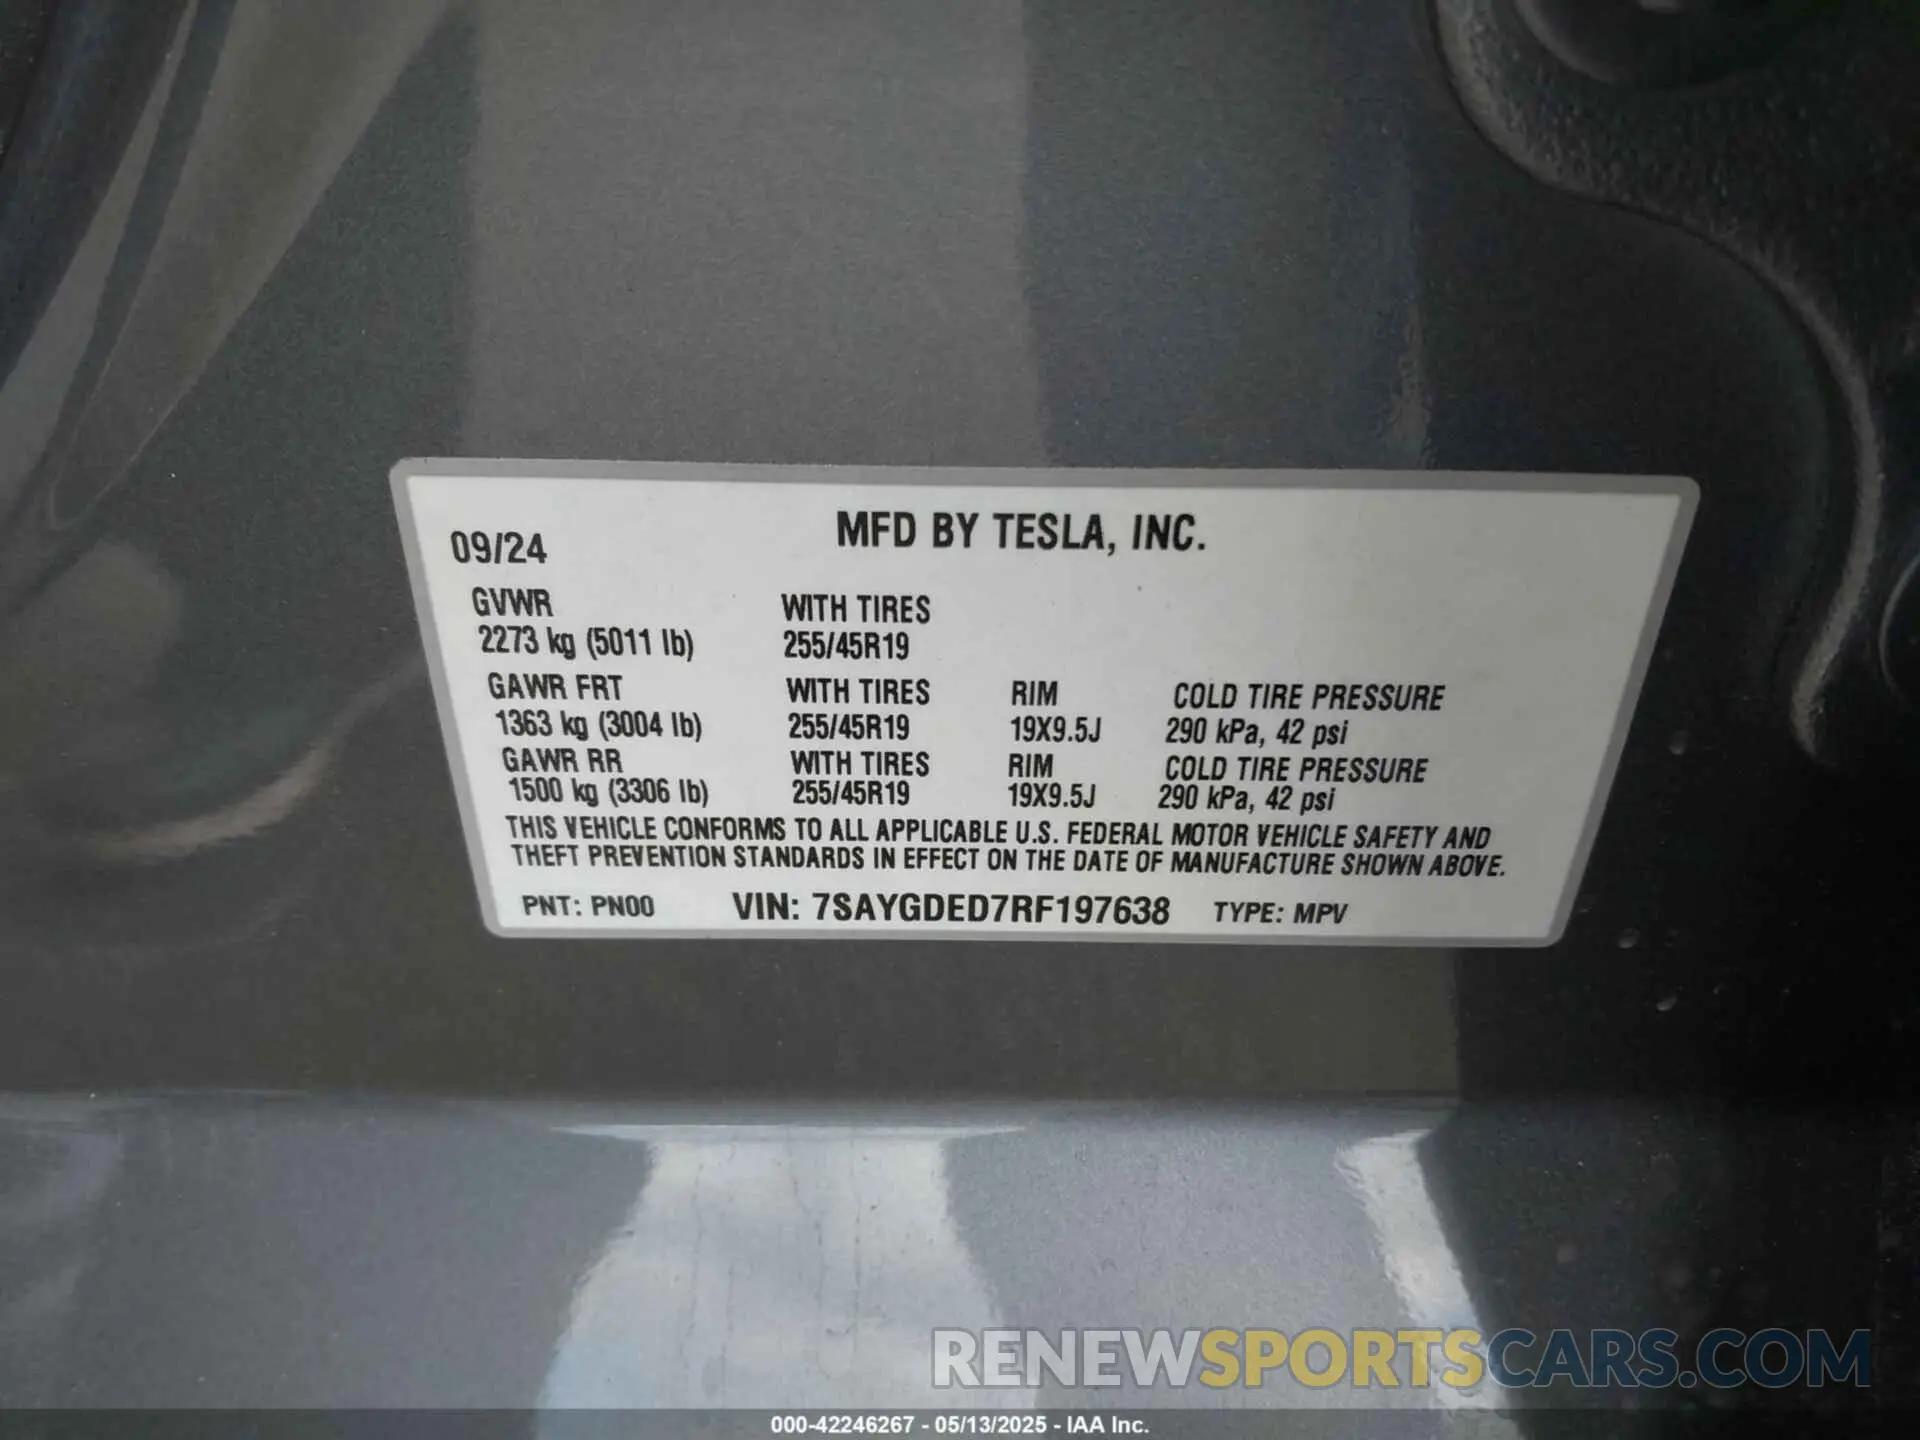 MFD BY TESLA, INC.
09/24
GVWR WITH TIRES
2273 kg (5011 lb) 255/45R19
GAWR FRT WITH TIRES RIM COLD TIRE PRESSURE
1363 kg (3004 lb) 255/45R19 19X9.5J 290 kPa, 42 psi
GAWR RR WITH TIRES RIM COLD TIRE PRESSURE
1500 kg (3306 lb) 255/45R19 19X9.5J 290 kPa, 42 psi
THIS VEHICLE CONFORMS TO ALL APPLICABLE U.S. FEDERAL MOTOR VEHICLE SAFETY AND
THEFT PREVENTION STANDARDS IN EFFECT ON THE DATE OF MANUFACTURE SHOWN ABOVE.
PNT: PN00 VIN: 7SAYGDED7RF197638 TYPE: MPV
RENEWSPORTSCARS.COM
000-42246267 - 05/13/2025 - IAA Inc.